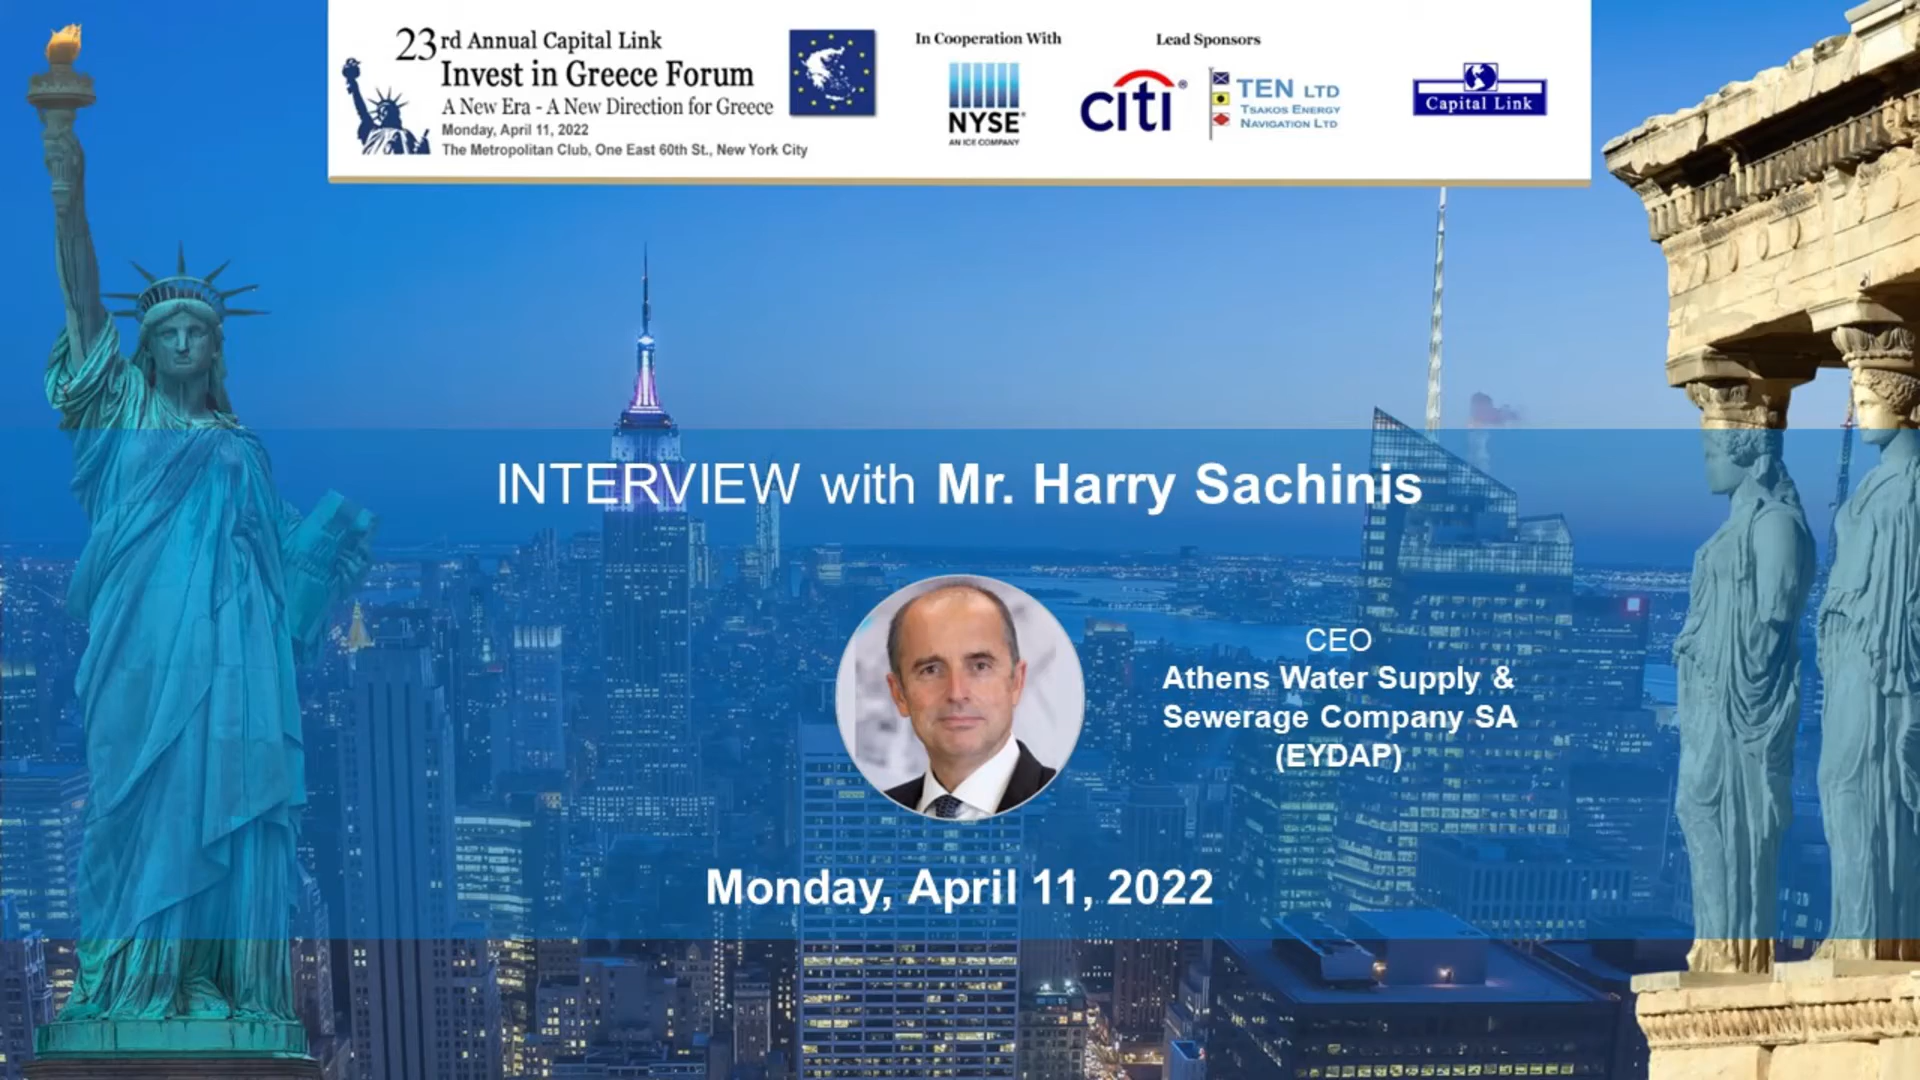 23rd Annual Capital Link
Invest in Greece Forum
A New Era - A New Direction for Greece
Monday, April 11, 2022
The Metropolitan Club, One East 60th St., New York City
In Cooperation With
NYSE®
AN ICE COMPANY
Lead Sponsors
citi®
TEN LTD
TSAKOS ENERGY
NAVIGATION LTD
Capital Link
INTERVIEW with Mr. Harry Sachinis
CEO
Athens Water Supply &
Sewerage Company SA
(EYDAP)
Monday, April 11, 2022